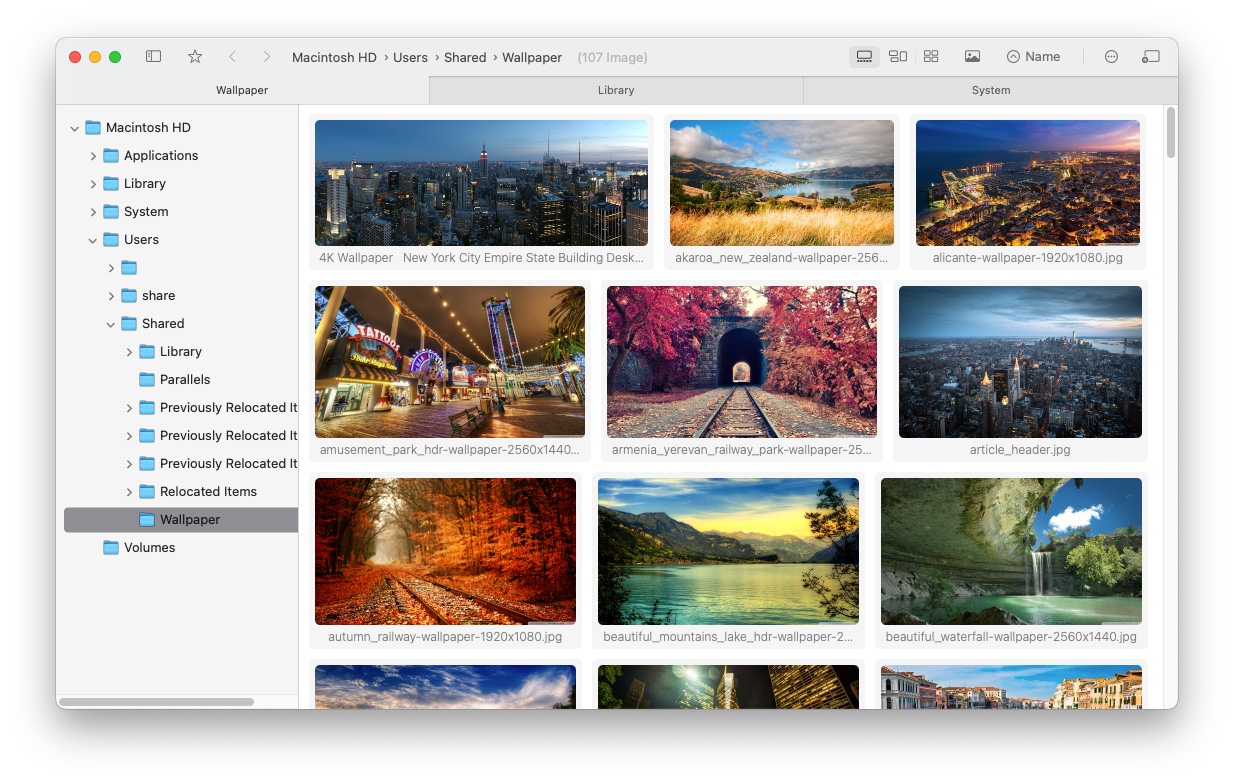 Macintosh HD › Users › Shared › Wallpaper (107 Image)
Name
Wallpaper
Library
System
Macintosh HD
Applications
Library
System
Users
share
Shared
Library
Parallels
Previously Relocated It
Previously Relocated It
Previously Relocated It
Relocated Items
Wallpaper
Volumes
4K Wallpaper New York City Empire State Building Desk...
akaroa_new_zealand-wallpaper-256...
alicante-wallpaper-1920x1080.jpg
TATTOOS
amusement_park_hdr-wallpaper-2560x1440...
armenia_yerevan_railway_park-wallpaper-25...
article_header.jpg
autumn_railway-wallpaper-1920x1080.jpg
beautiful_mountains_lake_hdr-wallpaper-2...
beautiful_waterfall-wallpaper-2560x1440.jpg